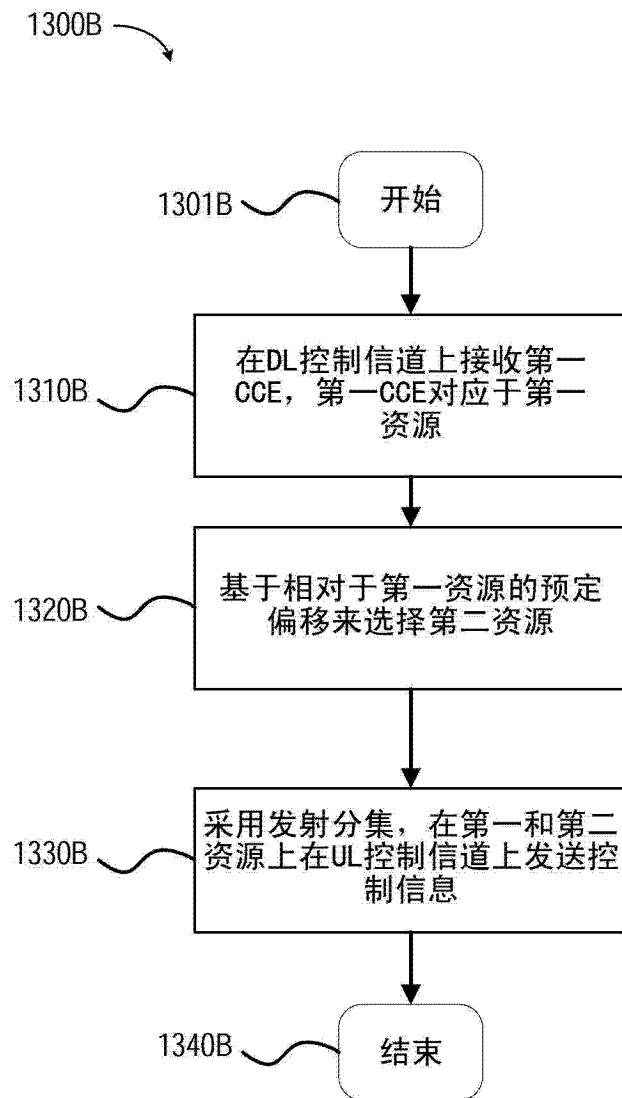 1300B
1301B
开始
1310B
在DL控制信道上接收第一
CCE，第一CCE对应于第一
资源
1320B
基于相对于第一资源的预定
偏移来选择第二资源
1330B
采用发射分集，在第一和第二
资源上在UL控制信道上发送控
制信息
1340B
结束